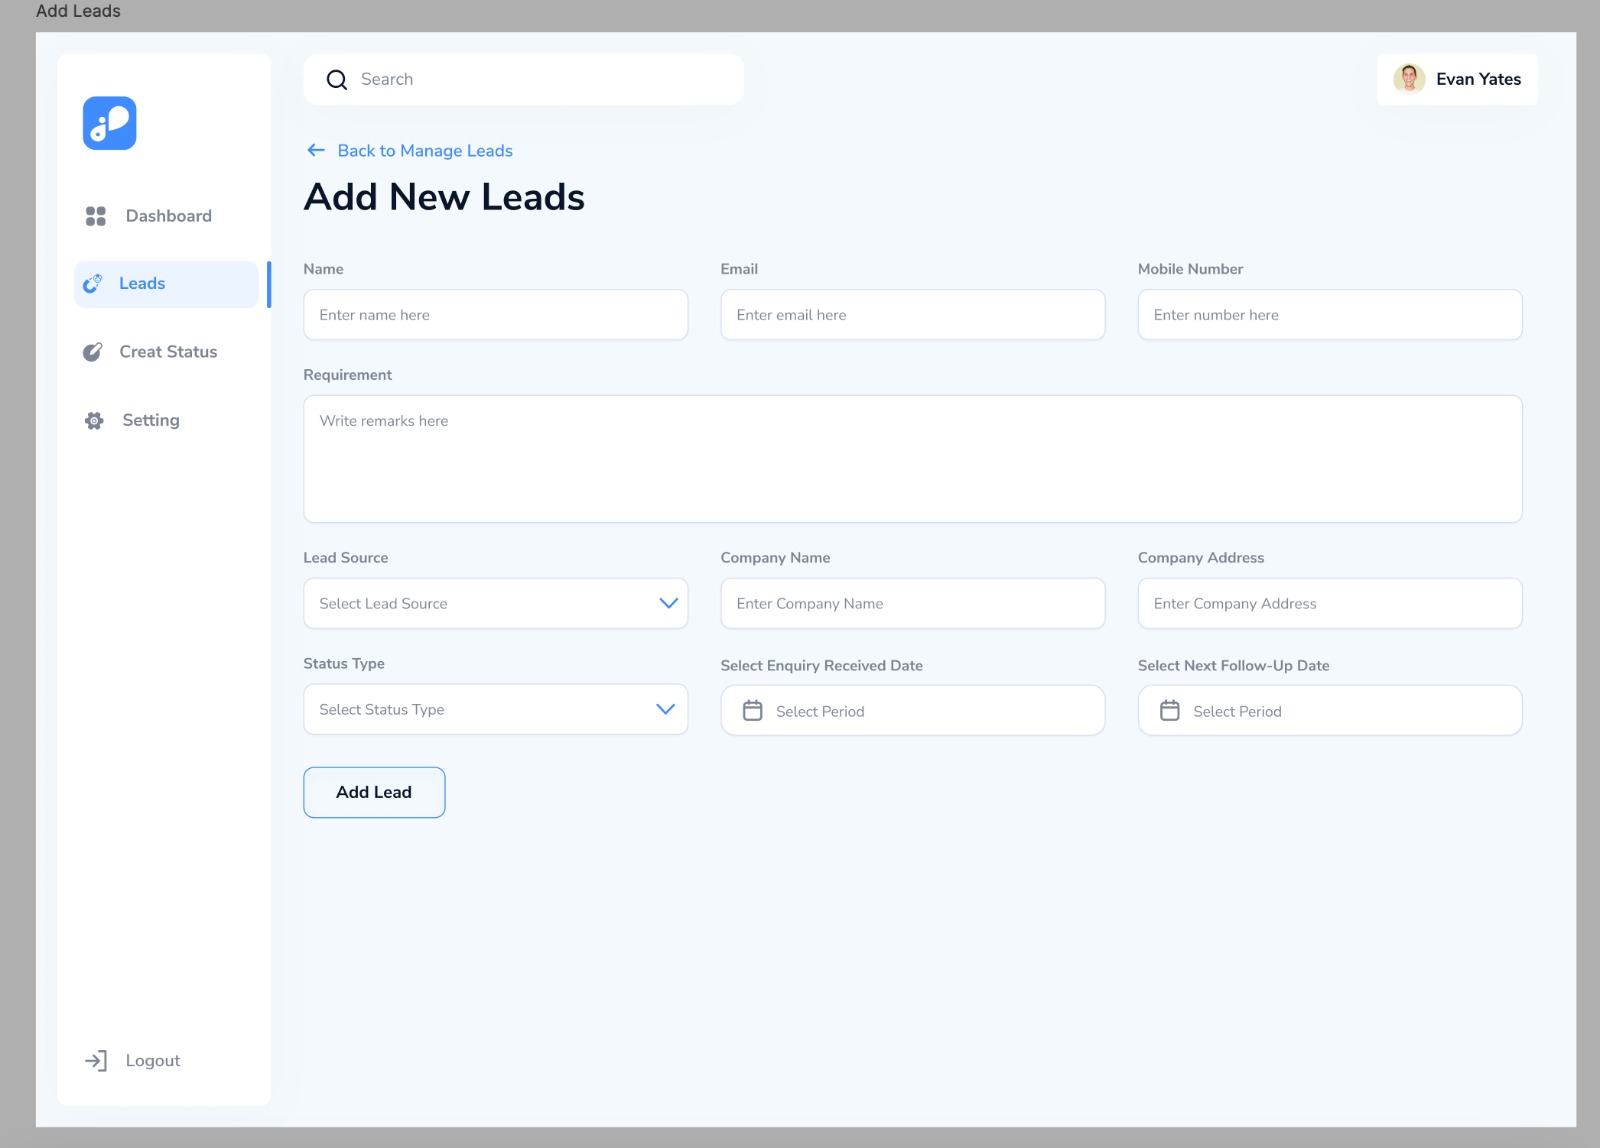 Add Leads
Search
Evan Yates
Back to Manage Leads
Add New Leads
Dashboard
Leads
Creat Status
Setting
Logout
Name
Email
Mobile Number
Enter name here
Enter email here
Enter number here
Requirement
Write remarks here
Lead Source
Company Name
Company Address
Select Lead Source
Enter Company Name
Enter Company Address
Status Type
Select Enquiry Received Date
Select Next Follow-Up Date
Select Status Type
Select Period
Select Period
Add Lead